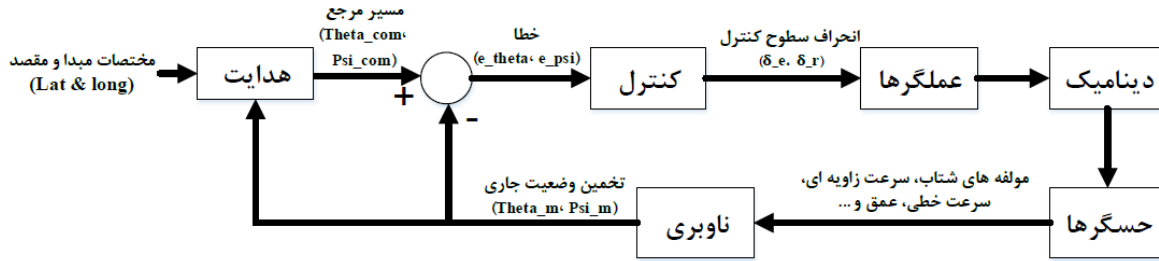 مختصات مبدا و مقصد
(Lat & long)
هدایت
مسیر مرجع
(Theta_com،
Psi_com)
+
-
خطا
(e_theta، e_psi)
کنترل
انحراف سطوح کنترل
(δ_e، δ_r)
عملگرها
دینامیک
حسگرها
مولفه های شتاب، سرعت زاویه ای،
سرعت خطی، عمق و ...
ناوبری
تخمین وضعیت جاری
(Theta_m، Psi_m)